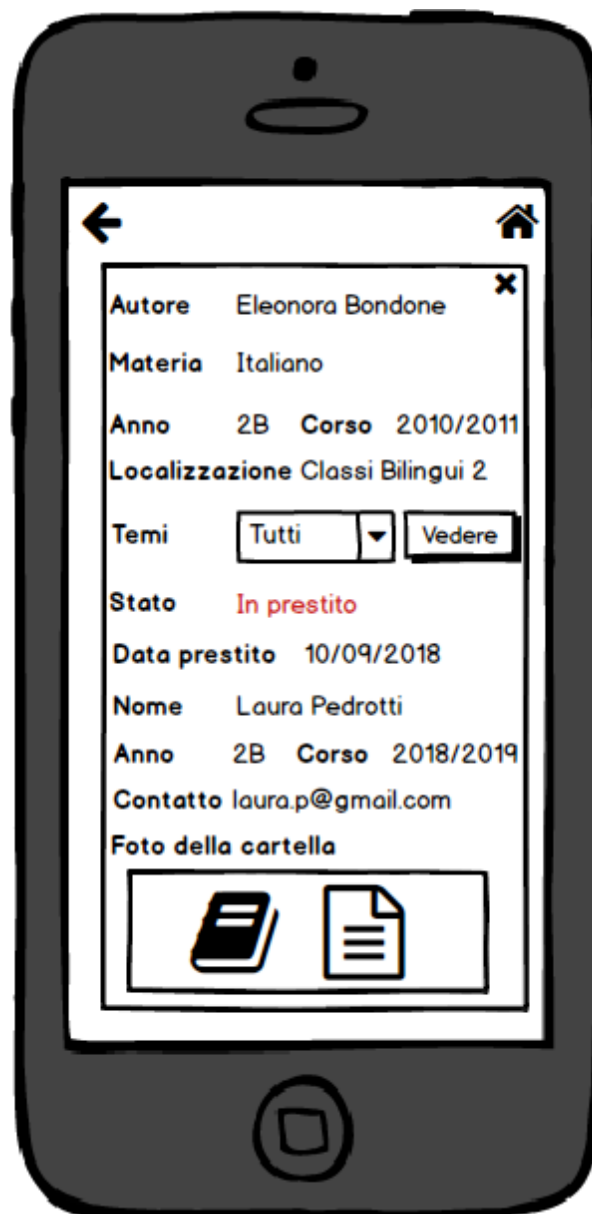 Autore Eleonora Bondone
Materia Italiano
Anno 2B Corso 2010/2011
Localizzazione Classi Bilingui 2
Temi Tutti Vedere
Stato In prestito
Data prestito 10/09/2018
Nome Laura Pedrotti
Anno 2B Corso 2018/2019
Contatto laura.p@gmail.com
Foto della cartella